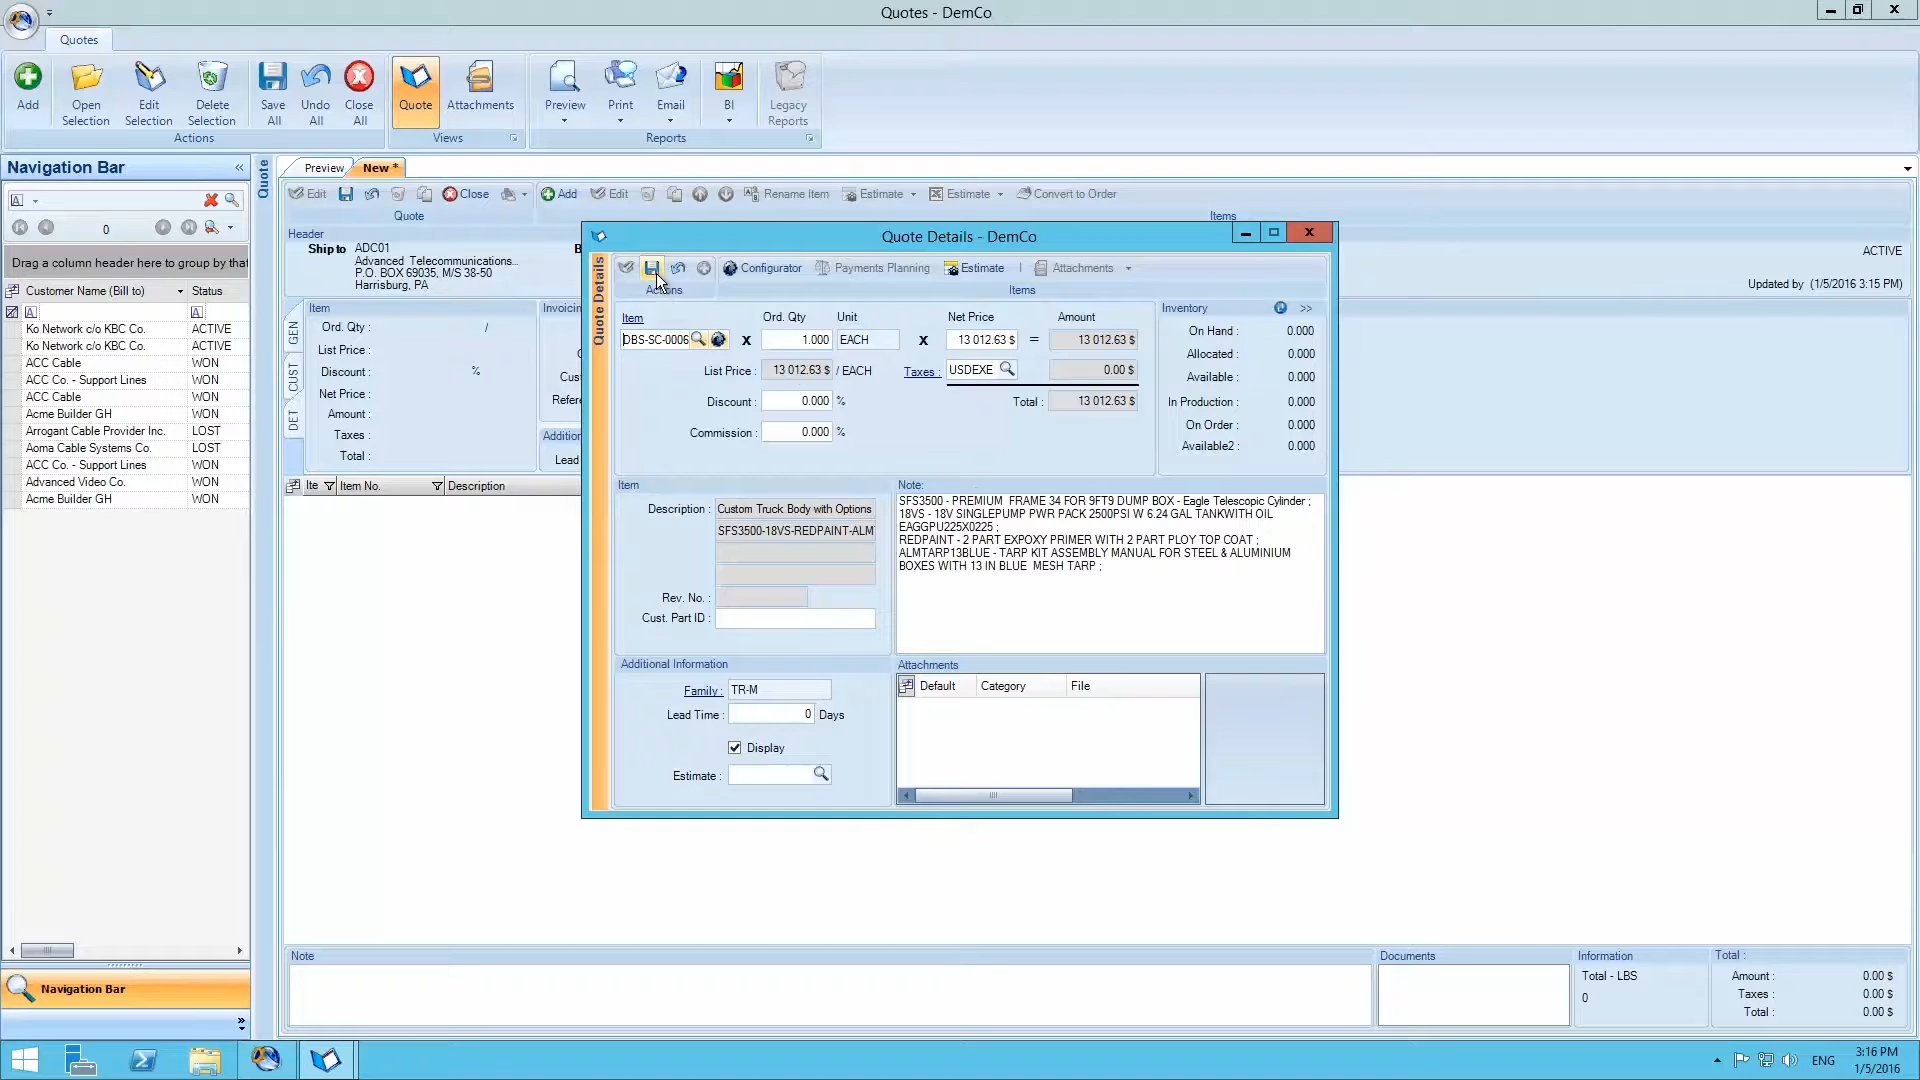 Quotes - DemCo
Quotes
Add
Open Selection
Edit Selection
Delete Selection
Save All
Undo All
Close All
Quote
Attachments
Preview
Print
Email
BI
Legacy Reports
Actions
Views
Reports
Navigation Bar
0
Drag a column header here to group by that
Customer Name (Bill to) Status
Ko Network c/o KBC Co. ACTIVE
Ko Network c/o KBC Co. ACTIVE
ACC Cable WON
ACC Co. - Support Lines WON
ACC Cable WON
Acme Builder GH WON
Arrogant Cable Provider Inc. LOST
Aoma Cable Systems Co. LOST
ACC Co. - Support Lines WON
Advanced Video Co. WON
Acme Builder GH WON
Navigation Bar
Quote
Preview
New *
Edit Close Add Edit Rename Item Estimate Estimate Convert to Order
Quote Items
Header
Ship to ADC01
Advanced Telecommunications...
P.O. BOX 69035, M/S 38-50
Harrisburg, PA
B
ACTIVE
Updated by (1/5/2016 3:15 PM)
GEN
CUST
DET
Item
Ord. Qty : /
List Price :
Discount : %
Net Price :
Amount :
Taxes :
Total :
Invoicin
C
Cust
Refere
Addition
Lead
Ite Item No. Description
Quote Details - DemCo
Quote Details
Configurator Payments Planning Estimate Attachments
Actions Items
Item Ord. Qty Unit Net Price Amount
DBS-SC-0006 X 1.000 EACH X 13 012.63 $ = 13 012.63 $
List Price : 13 012.63 $ / EACH Taxes : USDEXE 0.00 $
Discount : 0.000 % Total : 13 012.63 $
Commission : 0.000 %
Inventory >>
On Hand : 0.000
Allocated : 0.000
Available : 0.000
In Production : 0.000
On Order : 0.000
Available2 : 0.000
Item
Description : Custom Truck Body with Options
SFS3500-18VS-REDPAINT-ALM
Rev. No. :
Cust. Part ID :
Note:
SFS3500 - PREMIUM FRAME 34 FOR 9FT9 DUMP BOX - Eagle Telescopic Cylinder ;
18VS - 18V SINGLEPUMP PWR PACK 2500PSI W 6.24 GAL TANKWITH OIL
EAGGPU225X0225 ;
REDPAINT - 2 PART EXPOXY PRIMER WITH 2 PART PLOY TOP COAT ;
ALMTARP13BLUE - TARP KIT ASSEMBLY MANUAL FOR STEEL & ALUMINIUM
BOXES WITH 13 IN BLUE MESH TARP ;
Additional Information
Family : TR-M
Lead Time : 0 Days
Display
Estimate :
Attachments
Default Category File
Note
Documents
Information
Total - LBS
0
Total :
Amount : 0.00 $
Taxes : 0.00 $
Total : 0.00 $
ENG
3:16 PM
1/5/2016